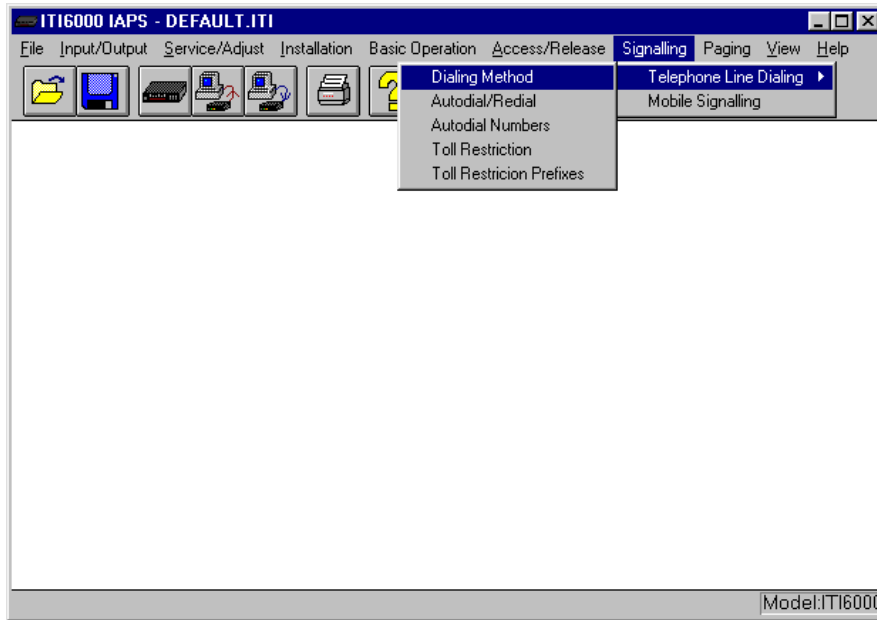 ITI6000 IAPS - DEFAULT.ITI
File Input/Output Service/Adjust Installation Basic Operation Access/Release Signalling Paging View Help
Dialing Method
Autodial/Redial
Autodial Numbers
Toll Restriction
Toll Restricion Prefixes
Telephone Line Dialing
Mobile Signalling
Model:ITI6000